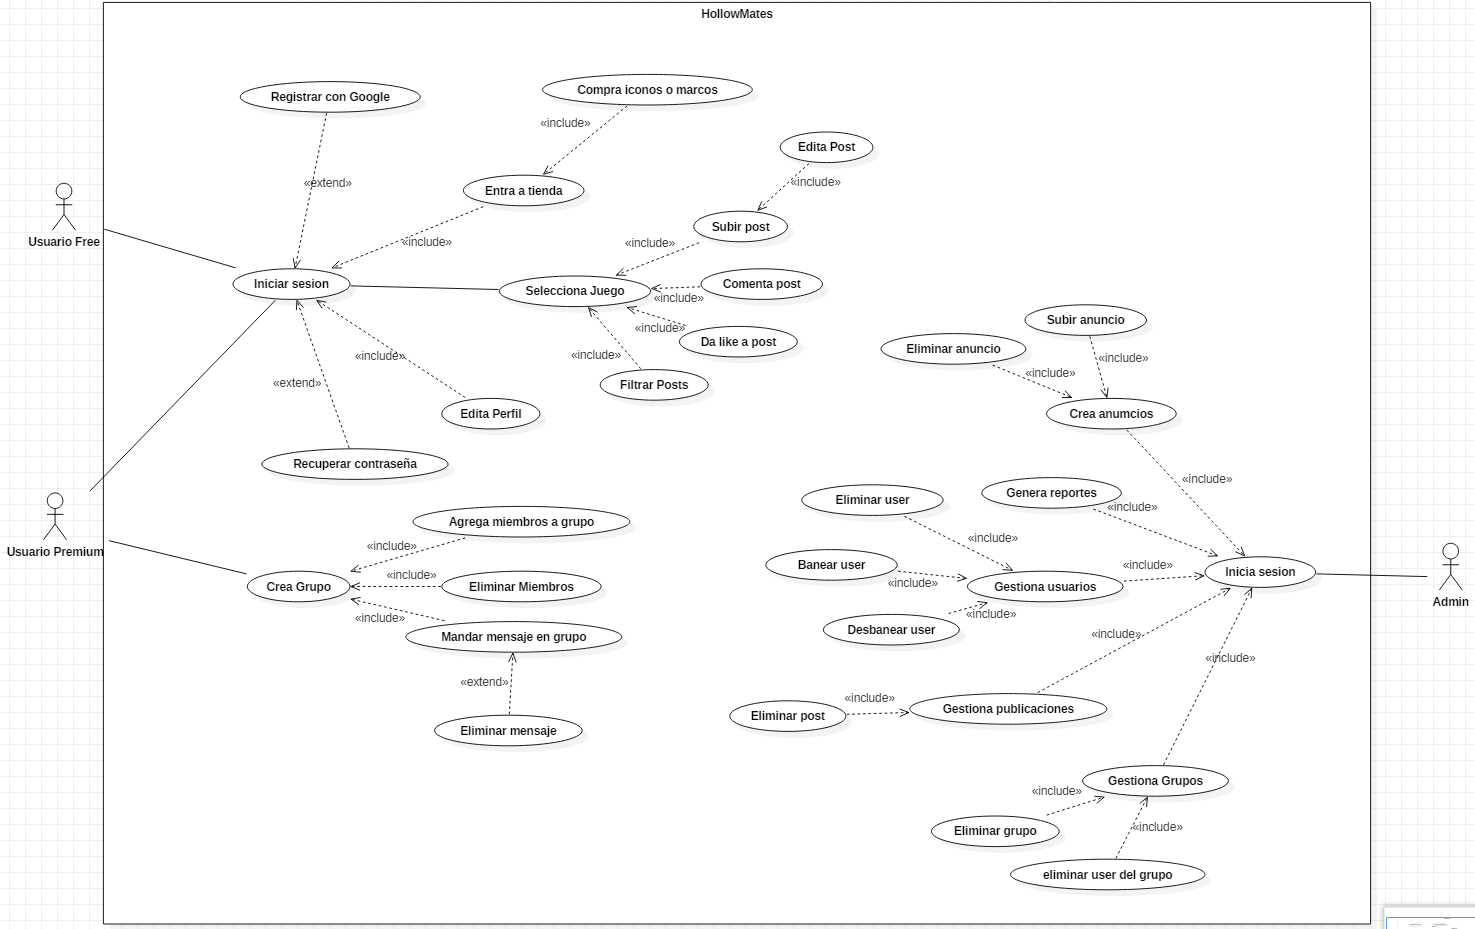 HollowMates
Compra iconos o marcos
Registrar con Google
«include»
Edita Post
«extend»
«include»
Entra a tienda
Subir post
Usuario Free
«include»
«include»
Iniciar sesion
Selecciona Juego
Comenta post
«include»
Subir anuncio
«include»
Da like a post
Eliminar anuncio
«include»
«include»
«include»
«include»
«extend»
Filtrar Posts
Edita Perfil
Crea anumcios
Recuperar contraseña
«include»
Genera reportes
Eliminar user
«include»
Agrega miembros a grupo
«include»
«include»
Usuario Premium
Banear user
«include»
Inicia sesion
«include»
«include»
Crea Grupo
Eliminar Miembros
Gestiona usuarios
Admin
«include»
«include»
Desbanear user
Mandar mensaje en grupo
«include»
«include»
«extend»
«include»
Gestiona publicaciones
Eliminar post
Eliminar mensaje
Gestiona Grupos
«include»
«include»
Eliminar grupo
eliminar user del grupo